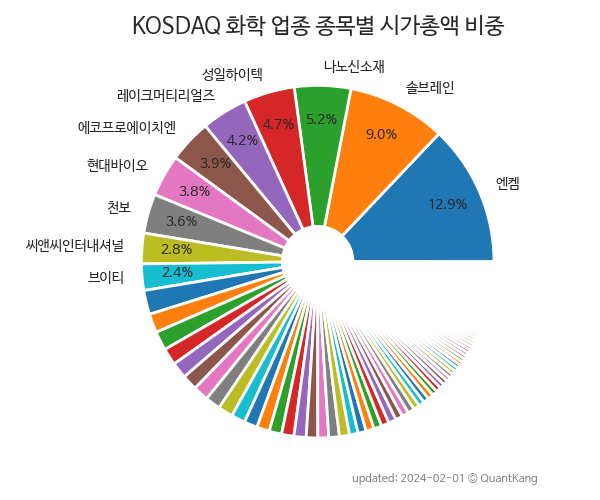 KOSDAQ 화학 업종 종목별 시가총액 비중
엔켐
12.9%
솔브레인
9.0%
나노신소재
5.2%
성일하이텍
4.7%
레이크머티리얼즈
4.2%
에코프로에이치엔
3.9%
현대바이오
3.8%
천보
3.6%
씨앤씨인터내셔널
2.8%
브이티
2.4%
updated: 2024-02-01 © QuantKang